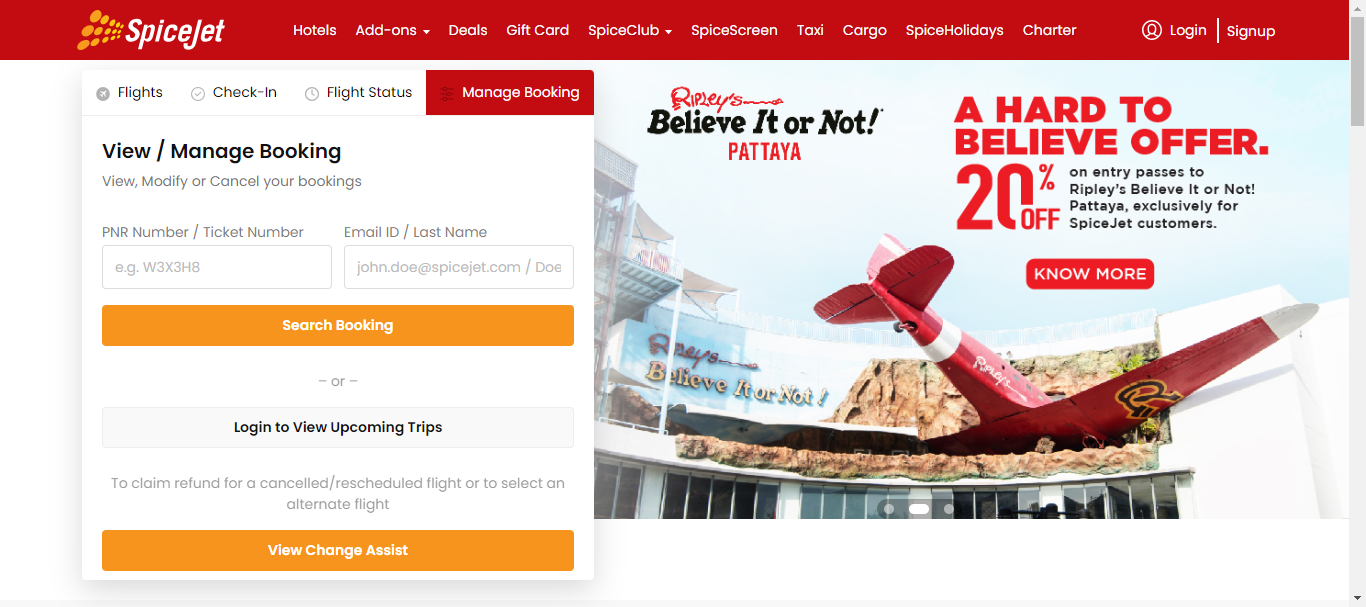 SpiceJet
Hotels Add-ons Deals Gift Card SpiceClub SpiceScreen Taxi Cargo SpiceHolidays Charter Login Signup
Flights Check-In Flight Status Manage Booking
View / Manage Booking
View, Modify or Cancel your bookings
PNR Number / Ticket Number Email ID / Last Name
e.g. W3X3H8 john.doe@spicejet.com / Doe
Search Booking
– or –
Login to View Upcoming Trips
To claim refund for a cancelled/rescheduled flight or to select an
alternate flight
View Change Assist
Ripley's
Believe It or Not!
PATTAYA
A HARD TO
BELIEVE OFFER.
20% OFF
on entry passes to
Ripley's Believe It or Not!
Pattaya, exclusively for
SpiceJet customers.
KNOW MORE
Ripley's
Believe It or Not!
Ripley's